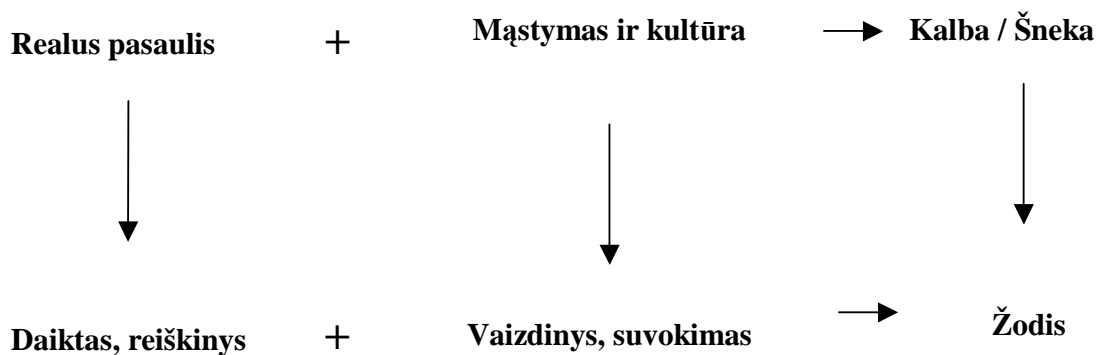 Realus pasaulis + Mąstymas ir kultūra → Kalba / Šneka
Daiktas, reiškinys + Vaizdinys, suvokimas → Žodis